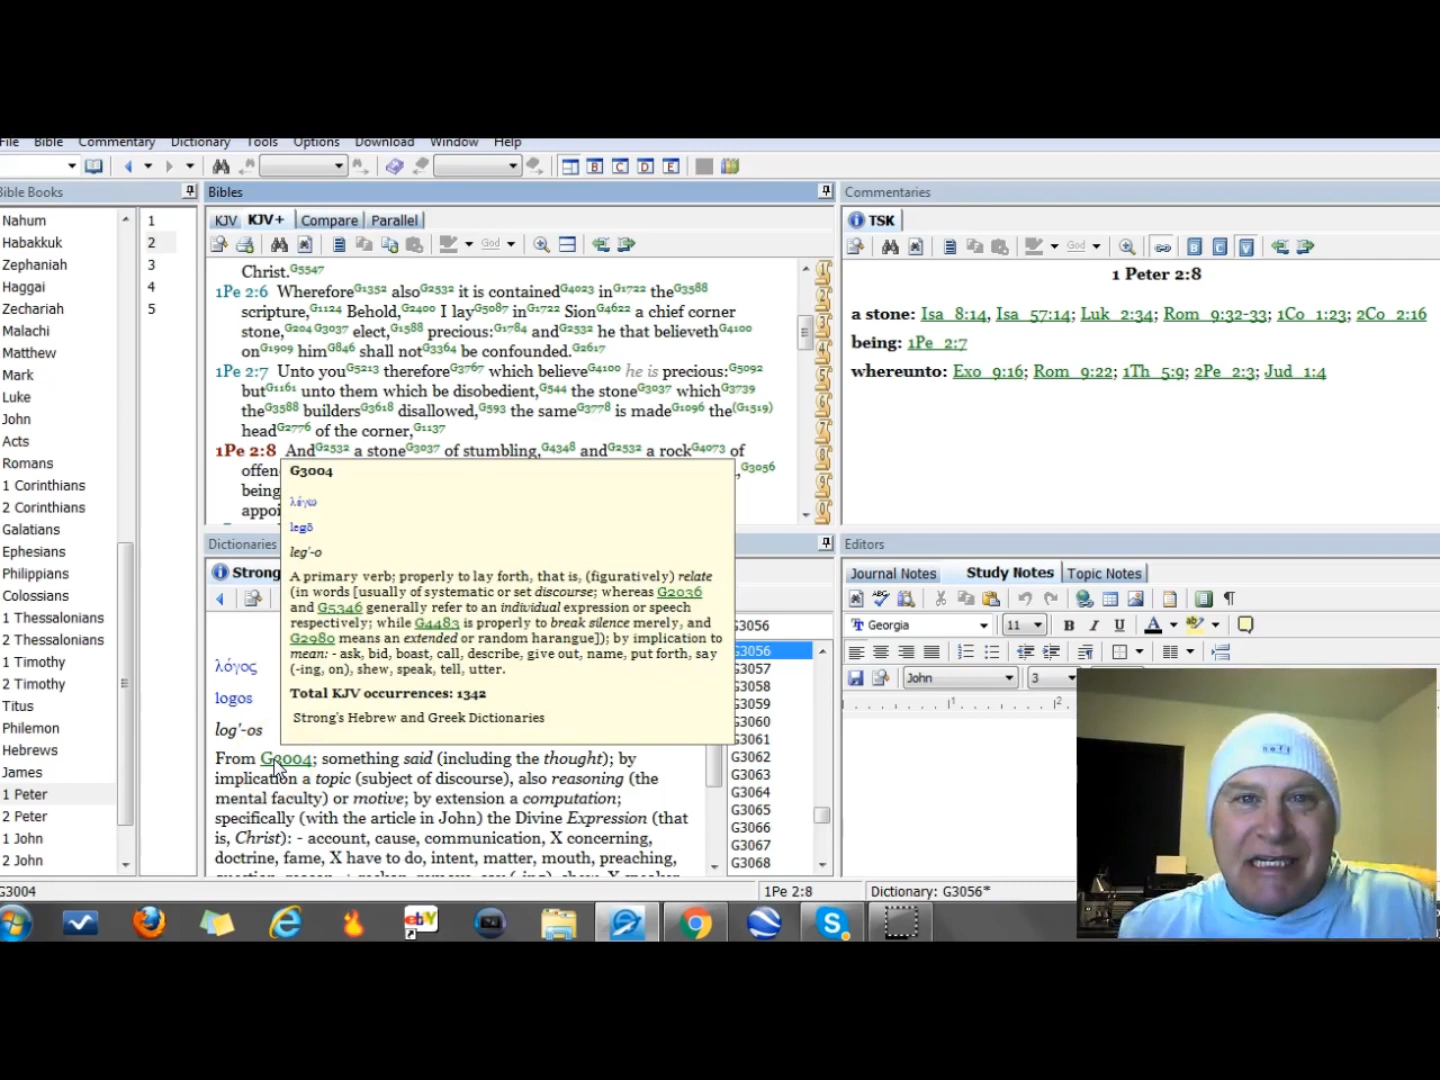 File Bible Commentary Dictionary Tools Options Download Window Help
B C D E
Bible Books
Nahum
Habakkuk
Zephaniah
Haggai
Zechariah
Malachi
Matthew
Mark
Luke
John
Acts
Romans
1 Corinthians
2 Corinthians
Galatians
Ephesians
Philippians
Colossians
1 Thessalonians
2 Thessalonians
1 Timothy
2 Timothy
Titus
Philemon
Hebrews
James
1 Peter
2 Peter
1 John
2 John
1
2
3
4
5
Bibles
KJV KJV+ Compare Parallel
God
Christ.G5547
1Pe 2:6 WhereforeG1352 alsoG2532 it is containedG4023 inG1722 theG3588
scripture,G1124 Behold,G2400 I layG5087 inG1722 SionG4622 a chief corner
stone,G204 G3037 elect,G1588 precious:G1784 andG2532 he that believethG4100
onG1909 himG846 shall notG3364 be confounded.G2617
1Pe 2:7 Unto youG5213 thereforeG3767 which believeG4100 he is precious:G5092
butG1161 unto them which be disobedient,G544 the stoneG3037 whichG3739
theG3588 buildersG3618 disallowed,G593 the sameG3778 is madeG1096 the(G1519)
headG2776 of the corner,G1137
1Pe 2:8 AndG2532 a stoneG3037 of stumbling,G4348 andG2532 a rockG4073 of
offen
,G3056
being
appoi
G3004
λέγω
legō
leg'-o
A primary verb; properly to lay forth, that is, (figuratively) relate
(in words [usually of systematic or set discourse; whereas G2036
and G5346 generally refer to an individual expression or speech
respectively; while G4483 is properly to break silence merely, and
G2980 means an extended or random harangue]); by implication to
mean: - ask, bid, boast, call, describe, give out, name, put forth, say
(-ing, on), shew, speak, tell, utter.
Total KJV occurrences: 1342
Strong's Hebrew and Greek Dictionaries
Dictionaries
Strong
λόγος
logos
log'-os
From G3004; something said (including the thought); by
implication a topic (subject of discourse), also reasoning (the
mental faculty) or motive; by extension a computation;
specifically (with the article in John) the Divine Expression (that
is, Christ): - account, cause, communication, X concerning,
doctrine, fame, X have to do, intent, matter, mouth, preaching,
G3056
G3056
G3057
G3058
G3059
G3060
G3061
G3062
G3063
G3064
G3065
G3066
G3067
G3068
Commentaries
TSK
God B C V
1 Peter 2:8
a stone: Isa 8:14, Isa 57:14; Luk 2:34; Rom 9:32-33; 1Co 1:23; 2Co 2:16
being: 1Pe 2:7
whereunto: Exo 9:16; Rom 9:22; 1Th 5:9; 2Pe 2:3; Jud 1:4
Editors
Journal Notes Study Notes Topic Notes
ABC
Georgia 11 B I U A ab
John 3
1 2
G3004 1Pe 2:8 Dictionary: G3056*
ebY